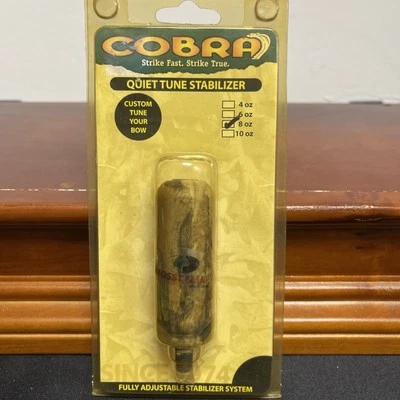 COBRA
Strike Fast. Strike True.
QUIET TUNE STABILIZER
CUSTOM
TUNE
YOUR
BOW
4 oz
6 oz
8 oz
10 oz
FULLY ADJUSTABLE STABILIZER SYSTEM